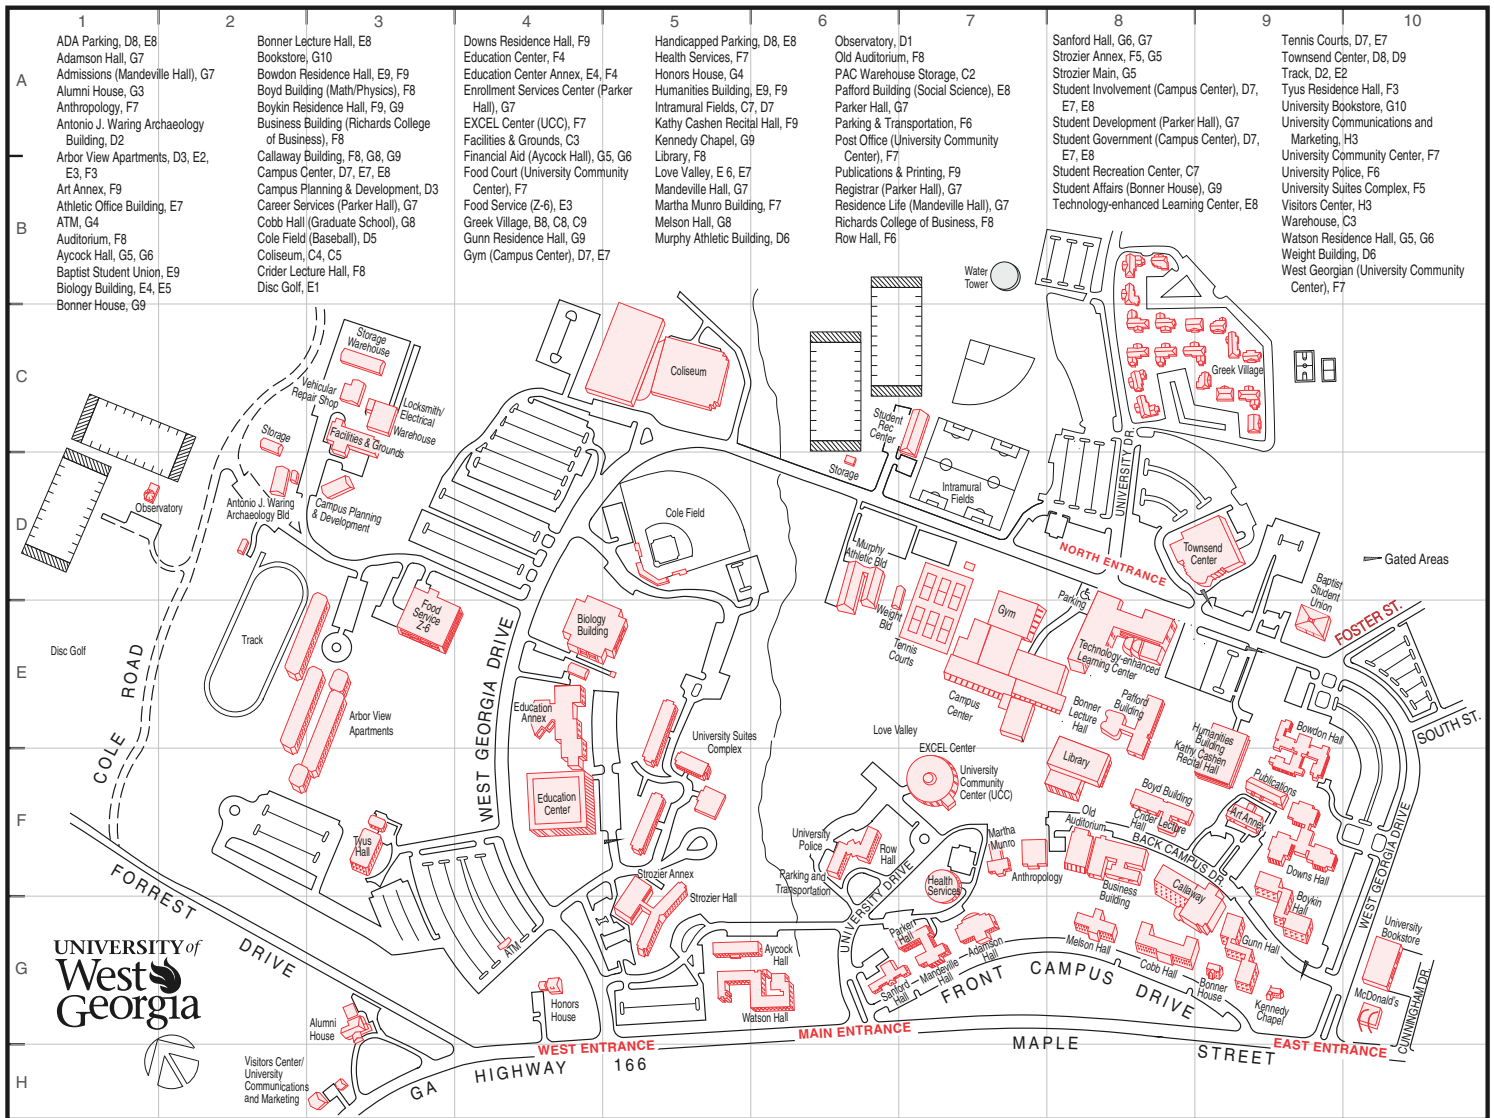 1 2 3 4 5 6 7 8 9 10
A
B
C
D
E
F
G
H
ADA Parking, D8, E8
Adamson Hall, G7
Admissions (Mandeville Hall), G7
Alumni House, G3
Anthropology, F7
Antonio J. Waring Archaeology
Building, D2
Arbor View Apartments, D3, E2,
E3, F3
Art Annex, F9
Athletic Office Building, E7
ATM, G4
Auditorium, F8
Aycock Hall, G5, G6
Baptist Student Union, E9
Biology Building, E4, E5
Bonner House, G9
Bonner Lecture Hall, E8
Bookstore, G10
Bowdon Residence Hall, E9, F9
Boyd Building (Math/Physics), F8
Boykin Residence Hall, F9, G9
Business Building (Richards College
of Business), F8
Callaway Building, F8, G8, G9
Campus Center, D7, E7, E8
Campus Planning & Development, D3
Career Services (Parker Hall), G7
Cobb Hall (Graduate School), G8
Cole Field (Baseball), D5
Coliseum, C4, C5
Crider Lecture Hall, F8
Disc Golf, E1
Downs Residence Hall, F9
Education Center, F4
Education Center Annex, E4, F4
Enrollment Services Center (Parker
Hall), G7
EXCEL Center (UCC), F7
Facilities & Grounds, C3
Financial Aid (Aycock Hall), G5, G6
Food Court (University Community
Center), F7
Food Service (Z-6), E3
Greek Village, B8, C8, C9
Gunn Residence Hall, G9
Gym (Campus Center), D7, E7
Handicapped Parking, D8, E8
Health Services, F7
Honors House, G4
Humanities Building, E9, F9
Intramural Fields, C7, D7
Kathy Cashen Recital Hall, F9
Kennedy Chapel, G9
Library, F8
Love Valley, E 6, E7
Mandeville Hall, G7
Martha Munro Building, F7
Melson Hall, G8
Murphy Athletic Building, D6
Observatory, D1
Old Auditorium, F8
PAC Warehouse Storage, C2
Pafford Building (Social Science), E8
Parker Hall, G7
Parking & Transportation, F6
Post Office (University Community
Center), F7
Publications & Printing, F9
Registrar (Parker Hall), G7
Residence Life (Mandeville Hall), G7
Richards College of Business, F8
Row Hall, F6
Sanford Hall, G6, G7
Strozier Annex, F5, G5
Strozier Main, G5
Student Involvement (Campus Center), D7,
E7, E8
Student Development (Parker Hall), G7
Student Government (Campus Center), D7,
E7, E8
Student Recreation Center, C7
Student Affairs (Bonner House), G9
Technology-enhanced Learning Center, E8
Tennis Courts, D7, E7
Townsend Center, D8, D9
Track, D2, E2
Tyus Residence Hall, F3
University Bookstore, G10
University Communications and
Marketing, H3
University Community Center, F7
University Police, F6
University Suites Complex, F5
Visitors Center, H3
Warehouse, C3
Watson Residence Hall, G5, G6
Weight Building, D6
West Georgian (University Community
Center), F7
Water
Tower
Storage
Warehouse
Vehicular
Repair Shop
Locksmith/
Electrical
Warehouse
Facilities & Grounds
Storage
Coliseum
Student
Rec
Center
Greek Village
Observatory
Antonio J. Waring
Archaeology Bld
Campus Planning
& Development
Cole Field
Storage
Intramural
Fields
UNIVERSITY DR.
Townsend
Center
NORTH ENTRANCE
Gated Areas
Murphy
Athletic Bld
Weight
Bld
Tennis
Courts
Parking
Gym
Baptist
Student
Union
FOSTER ST.
SOUTH ST.
Disc Golf
COLE ROAD
Track
Food
Service
Z-6
Biology
Building
WEST GEORGIA DRIVE
Education
Annex
Arbor View
Apartments
University Suites
Complex
Love Valley
Campus
Center
Technology-enhanced
Learning Center
Bonner
Lecture
Hall
Pafford
Building
Humanities
Building
Kathy Cashen
Recital Hall
Bowdon Hall
EXCEL Center
University
Community
Center (UCC)
Library
Education
Center
Boyd Building
Crider Lecture
Hall
Publications
Art Annex
Old
Auditorium
BACK CAMPUS DR.
Tyus
Hall
University
Police
Row
Hall
Parking and
Transportation
Martha
Munro
Anthropology
Health
Services
Business
Building
Callaway
Downs Hall
Boykin
Hall
WEST GEORGIA DRIVE
FORREST DRIVE
Strozier Annex
Strozier Hall
UNIVERSITY DRIVE
ATM
Aycock
Hall
Watson Hall
Parker
Hall
Mandeville
Hall
Adamson
Hall
Sanford
Hall
Melson Hall
Cobb Hall
Gunn Hall
Bonner
House
Kennedy
Chapel
University
Bookstore
McDonald's
CUNNINGHAM DR.
FRONT CAMPUS DRIVE
UNIVERSITY of
West
Georgia
Honors
House
Alumni
House
Visitors Center/
University
Communications
and Marketing
WEST ENTRANCE
MAIN ENTRANCE
EAST ENTRANCE
GA HIGHWAY 166
MAPLE STREET